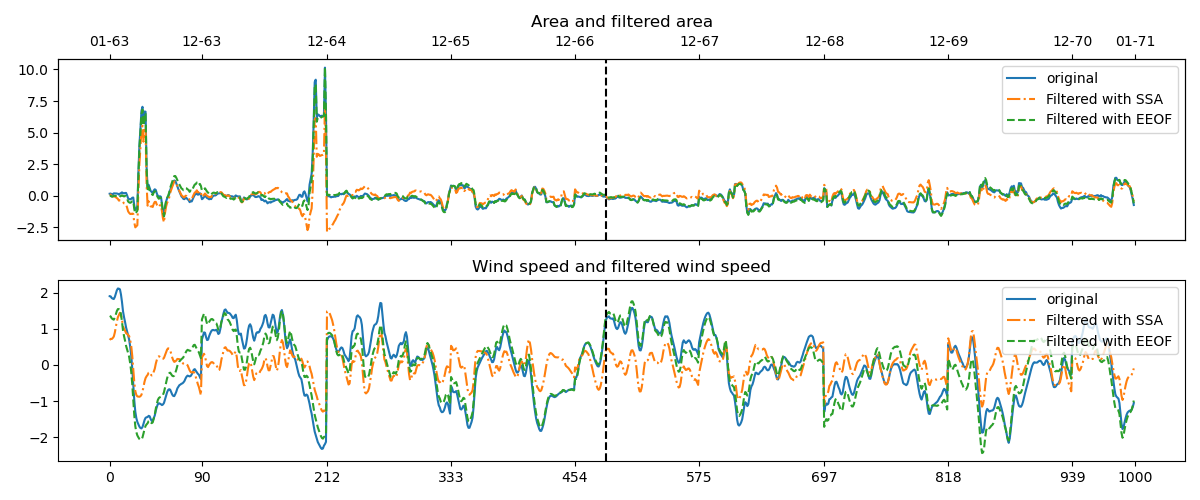 Area and filtered area
01-63 12-63 12-64 12-65 12-66 12-67 12-68 12-69 12-70 01-71
10.0
7.5
5.0
2.5
0.0
−2.5
original
Filtered with SSA
Filtered with EEOF
Wind speed and filtered wind speed
2
1
0
−1
−2
original
Filtered with SSA
Filtered with EEOF
0 90 212 333 454 575 697 818 939 1000